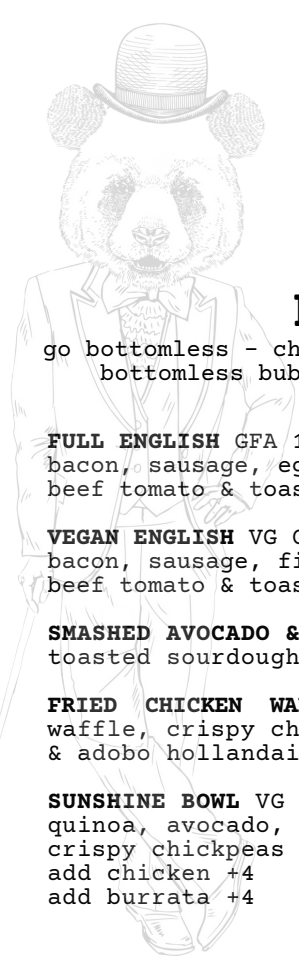 go bottomless – ch
bottomless bub
FULL ENGLISH GFA 1
bacon, sausage, eg
beef tomato & toas
VEGAN ENGLISH VG
bacon, sausage, fi
beef tomato & toas
SMASHED AVOCADO &
toasted sourdough
FRIED CHICKEN WA
waffle, crispy ch
& adobo hollandai
SUNSHINE BOWL VG
quinoa, avocado,
crispy chickpeas
add chicken +4
add burrata +4